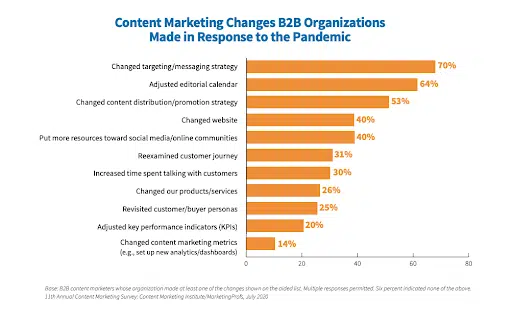 Content Marketing Changes B2B Organizations
Made in Response to the Pandemic
Changed targeting/messaging strategy 70%
Adjusted editorial calendar 64%
Changed content distribution/promotion strategy 53%
Changed website 40%
Put more resources toward social media/online communities 40%
Reexamined customer journey 31%
Increased time spent talking with customers 30%
Changed our products/services 26%
Revisited customer/buyer personas 25%
Adjusted key performance indicators (KPIs) 20%
Changed content marketing metrics 14%
(e.g., set up new analytics/dashboards)
0 20 40 60 80
Base: B2B content marketers whose organization made at least one of the changes shown on the aided list. Multiple responses permitted. Six percent indicated none of the above.
11th Annual Content Marketing Survey: Content Marketing Institute/MarketingProfs, July 2020